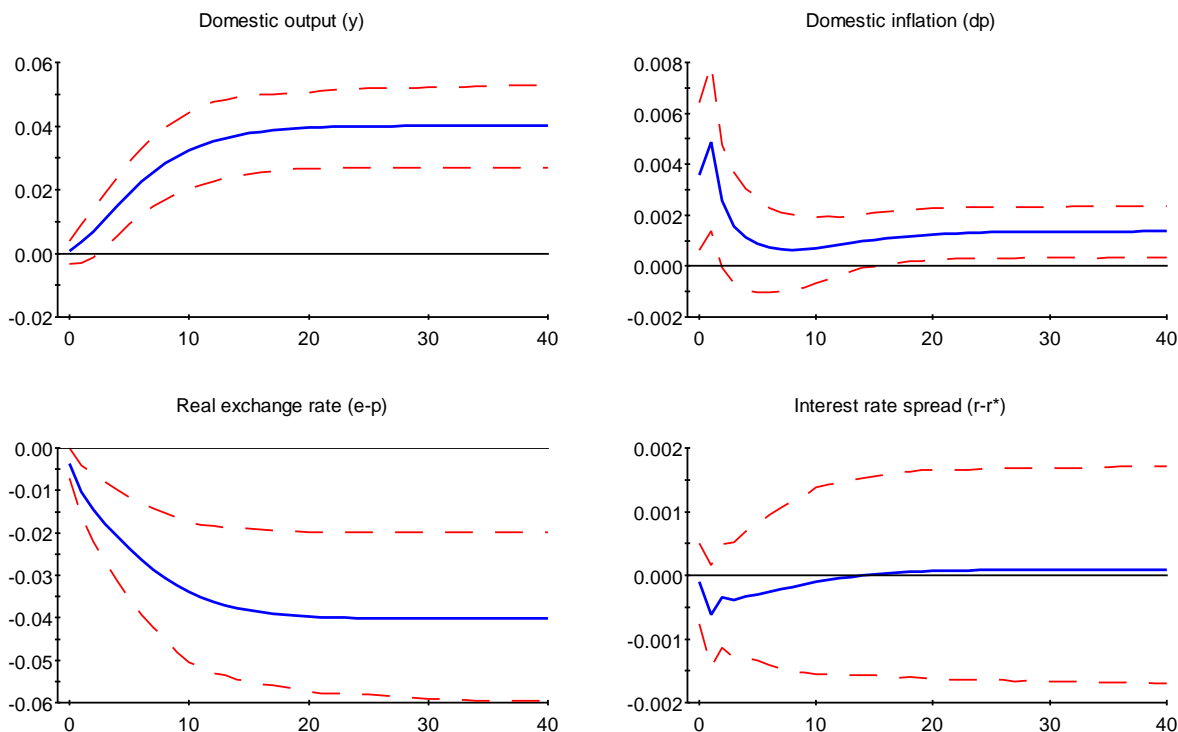 Domestic output (y)
0.06
0.04
0.02
0.00
-0.02
0 10 20 30 40
Domestic inflation (dp)
0.008
0.006
0.004
0.002
0.000
-0.002
0 10 20 30 40
Real exchange rate (e-p)
0.00
-0.01
-0.02
-0.03
-0.04
-0.05
-0.06
0 10 20 30 40
Interest rate spread (r-r*)
0.002
0.001
0.000
-0.001
-0.002
0 10 20 30 40